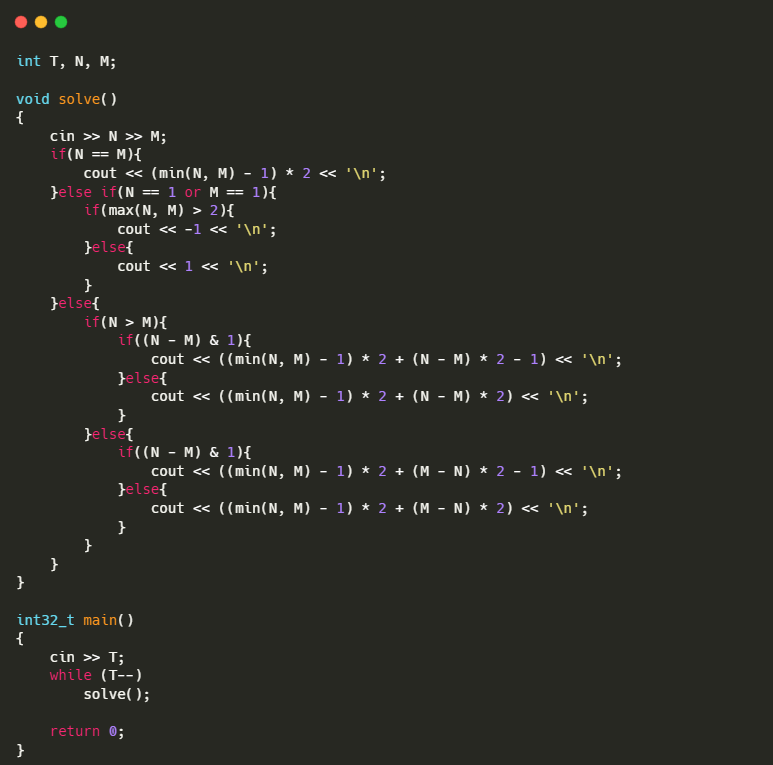 int T, N, M;

void solve()
{
    cin >> N >> M;
    if(N == M){
        cout << (min(N, M) - 1) * 2 << '\n';
    }else if(N == 1 or M == 1){
        if(max(N, M) > 2){
            cout << -1 << '\n';
        }else{
            cout << 1 << '\n';
        }
    }else{
        if(N > M){
            if((N - M) & 1){
                cout << ((min(N, M) - 1) * 2 + (N - M) * 2 - 1) << '\n';
            }else{
                cout << ((min(N, M) - 1) * 2 + (N - M) * 2) << '\n';
            }
        }else{
            if((N - M) & 1){
                cout << ((min(N, M) - 1) * 2 + (M - N) * 2 - 1) << '\n';
            }else{
                cout << ((min(N, M) - 1) * 2 + (M - N) * 2) << '\n';
            }
        }
    }
}

int32_t main()
{
    cin >> T;
    while (T--)
        solve();

    return 0;
}